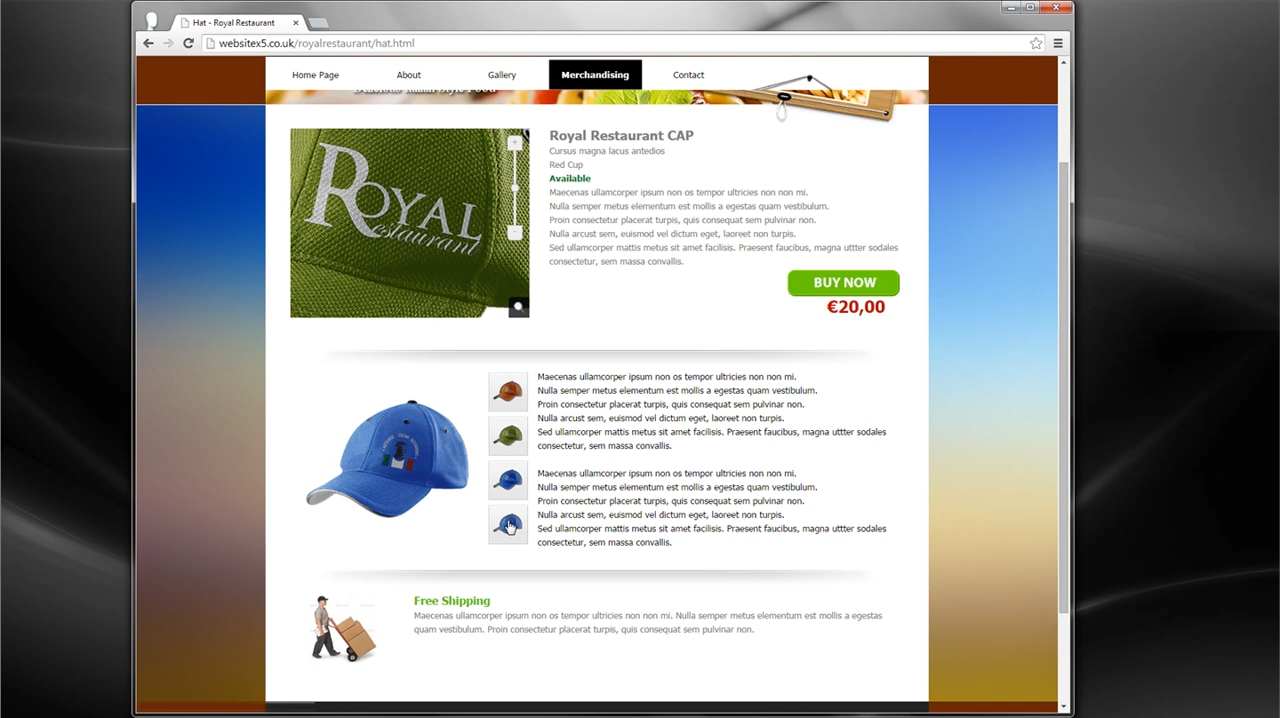 Hat - Royal Restaurant
websitex5.co.uk/royalrestaurant/hat.html
Home Page
About
Gallery
Merchandising
Contact
Royal Restaurant CAP
Cursus magna lacus antedios
Red Cup
Available
Maecenas ullamcorper ipsum non os tempor ultricies non non mi.
Nulla semper metus elementum est mollis a egestas quam vestibulum.
Proin consectetur placerat turpis, quis consequat sem pulvinar non.
Nulla arcust sem, euismod vel dictum eget, laoreet non turpis.
Sed ullamcorper mattis metus sit amet facilisis. Praesent faucibus, magna uttter sodales
consectetur, sem massa convallis.
ROYAL
Restaurant
BUY NOW
€20,00
Maecenas ullamcorper ipsum non os tempor ultricies non non mi.
Nulla semper metus elementum est mollis a egestas quam vestibulum.
Proin consectetur placerat turpis, quis consequat sem pulvinar non.
Nulla arcust sem, euismod vel dictum eget, laoreet non turpis.
Sed ullamcorper mattis metus sit amet facilisis. Praesent faucibus, magna uttter sodales
consectetur, sem massa convallis.
Maecenas ullamcorper ipsum non os tempor ultricies non non mi.
Nulla semper metus elementum est mollis a egestas quam vestibulum.
Proin consectetur placerat turpis, quis consequat sem pulvinar non.
Nulla arcust sem, euismod vel dictum eget, laoreet non turpis.
Sed ullamcorper mattis metus sit amet facilisis. Praesent faucibus, magna uttter sodales
consectetur, sem massa convallis.
Free Shipping
Maecenas ullamcorper ipsum non os tempor ultricies non non mi. Nulla semper metus elementum est mollis a egestas
quam vestibulum. Proin consectetur placerat turpis, quis consequat sem pulvinar non.